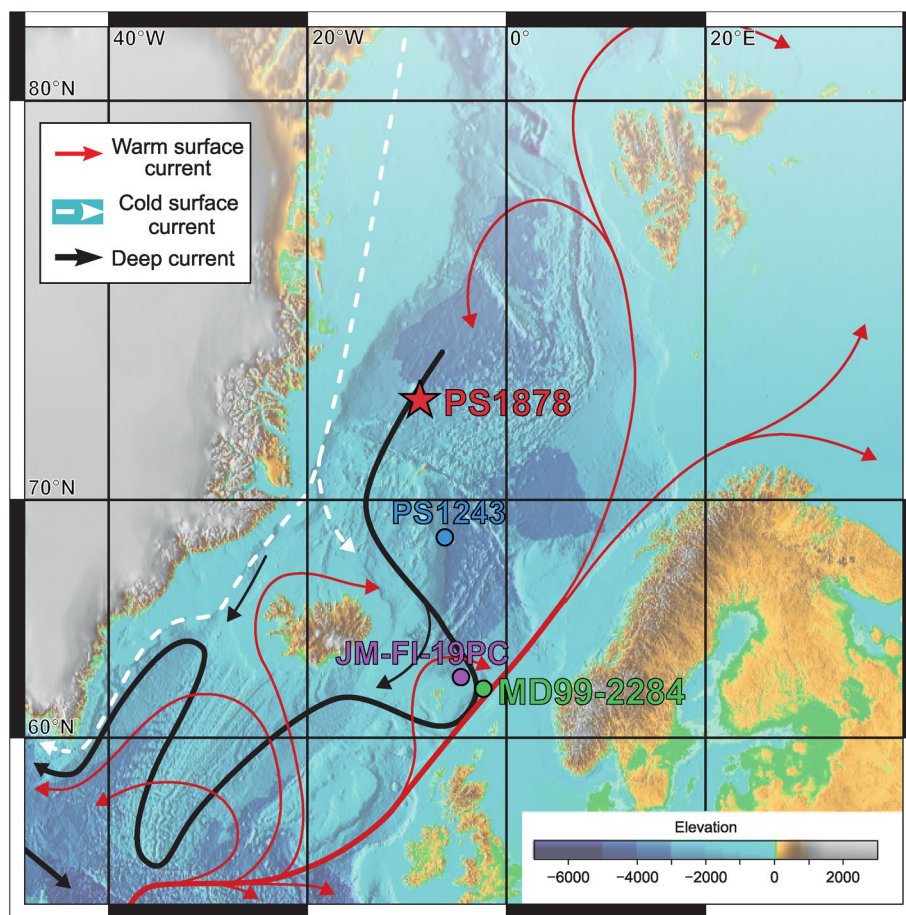 40°W
20°W
0°
20°E
80°N
Warm surface
current
Cold surface
current
Deep current
PS1878
70°N
PS1243
JM-FI-19PC
MD99-2284
60°N
Elevation
-6000
-4000
-2000
0
2000